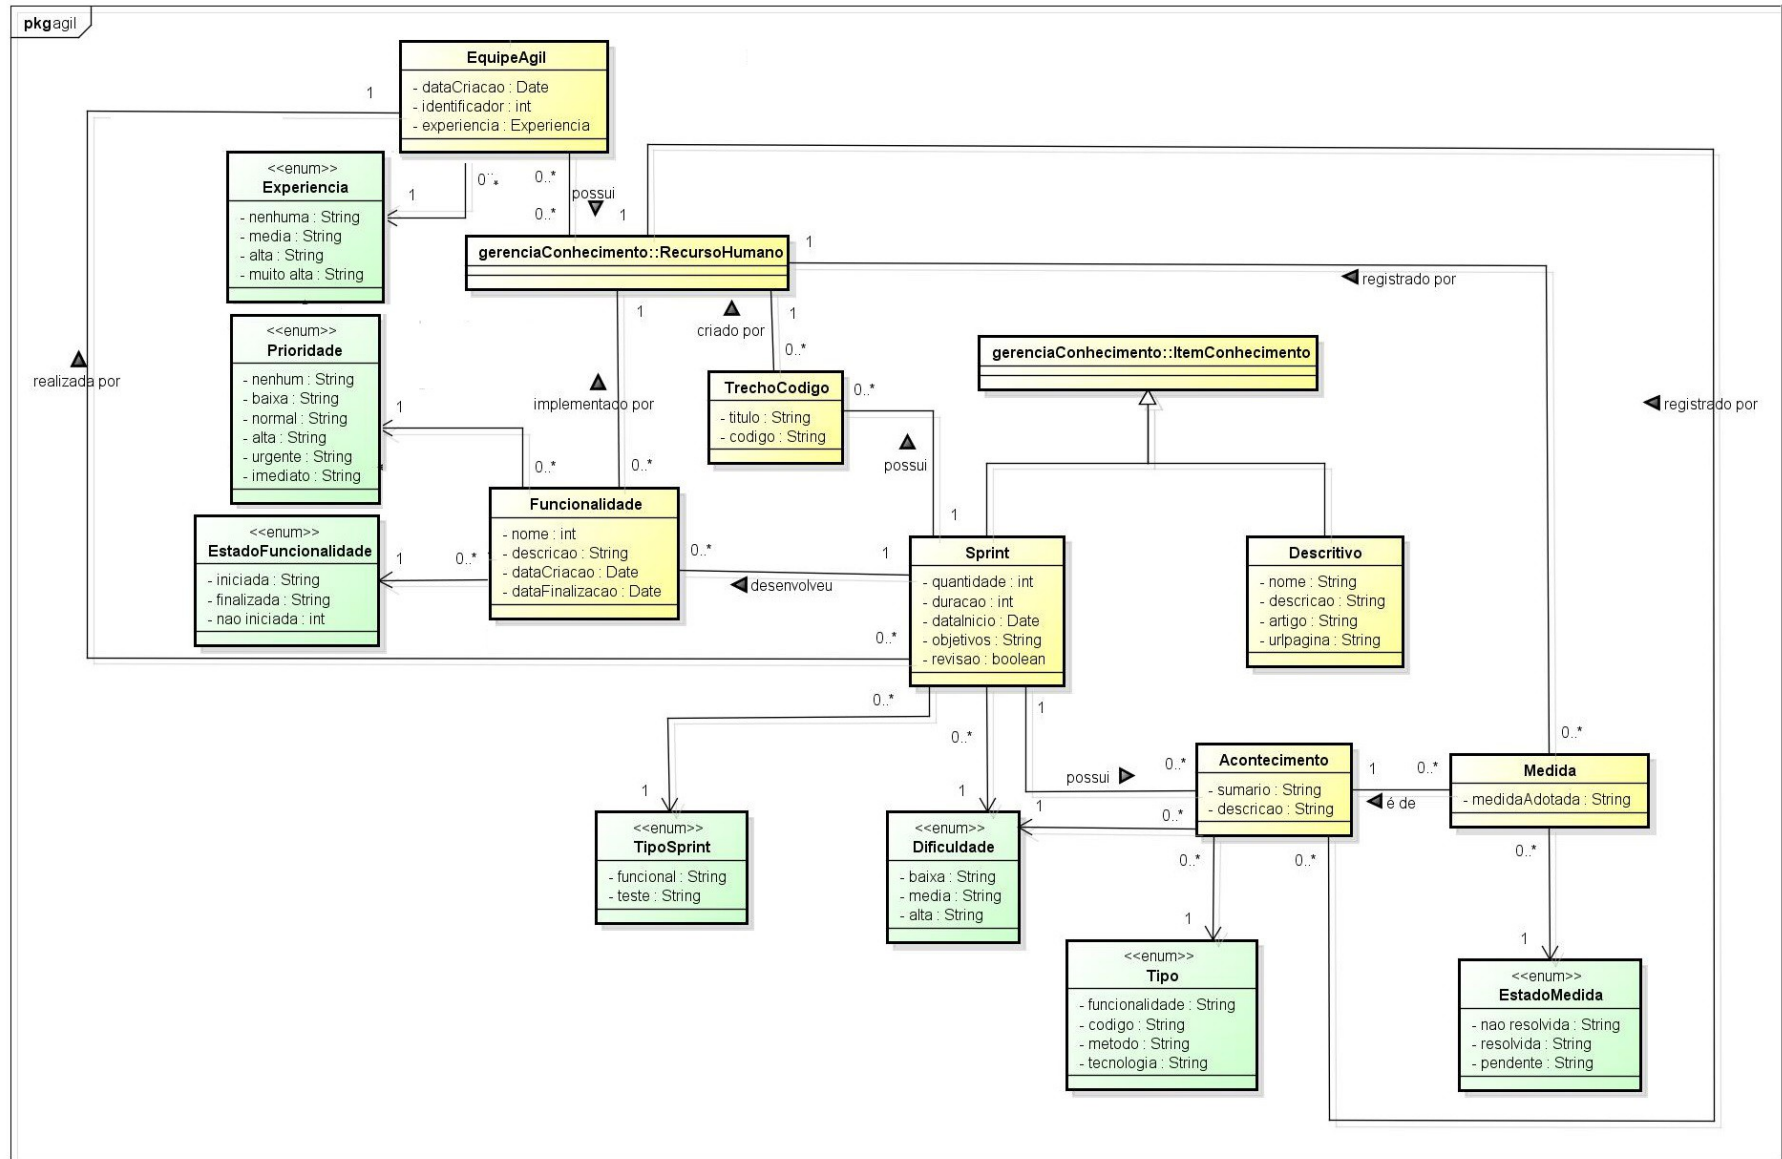 pkg agil
EquipeAgil
- dataCriacao : Date
- identificador : int
- experiencia : Experiencia
1
0..*
0..*
possui
0..*
1
<<enum>>
Experiencia
- nenhuma : String
- media : String
- alta : String
- muito alta : String
1
gerenciaConhecimento::RecursoHumano
1
registrado por
1
criado por
1
0..*
<<enum>>
Prioridade
- nenhum : String
- baixa : String
- normal : String
- alta : String
- urgente : String
- imediato : String
1
realizada por
implementado por
0..*
0..*
TrechoCodigo
- titulo : String
- codigo : String
0..*
possui
1
gerenciaConhecimento::ItemConhecimento
registrado por
<<enum>>
EstadoFuncionalidade
- iniciada : String
- finalizada : String
- nao iniciada : int
1
0..*
Funcionalidade
- nome : int
- descricao : String
- dataCriacao : Date
- dataFinalizacao : Date
0..*
1
desenvolveu
0..*
Sprint
- quantidade : int
- duracao : int
- dataInicio : Date
- objetivos : String
- revisao : boolean
Descritivo
- nome : String
- descricao : String
- artigo : String
- urlpagina : String
0..*
0..*
1
possui
0..*
Acontecimento
- sumario : String
- descricao : String
1
0..*
é de
0..*
Medida
- medidaAdotada : String
1
1
1
0..*
<<enum>>
TipoSprint
- funcional : String
- teste : String
<<enum>>
Dificuldade
- baixa : String
- media : String
- alta : String
0..*
0..*
0..*
1
1
<<enum>>
Tipo
- funcionalidade : String
- codigo : String
- metodo : String
- tecnologia : String
<<enum>>
EstadoMedida
- nao resolvida : String
- resolvida : String
- pendente : String